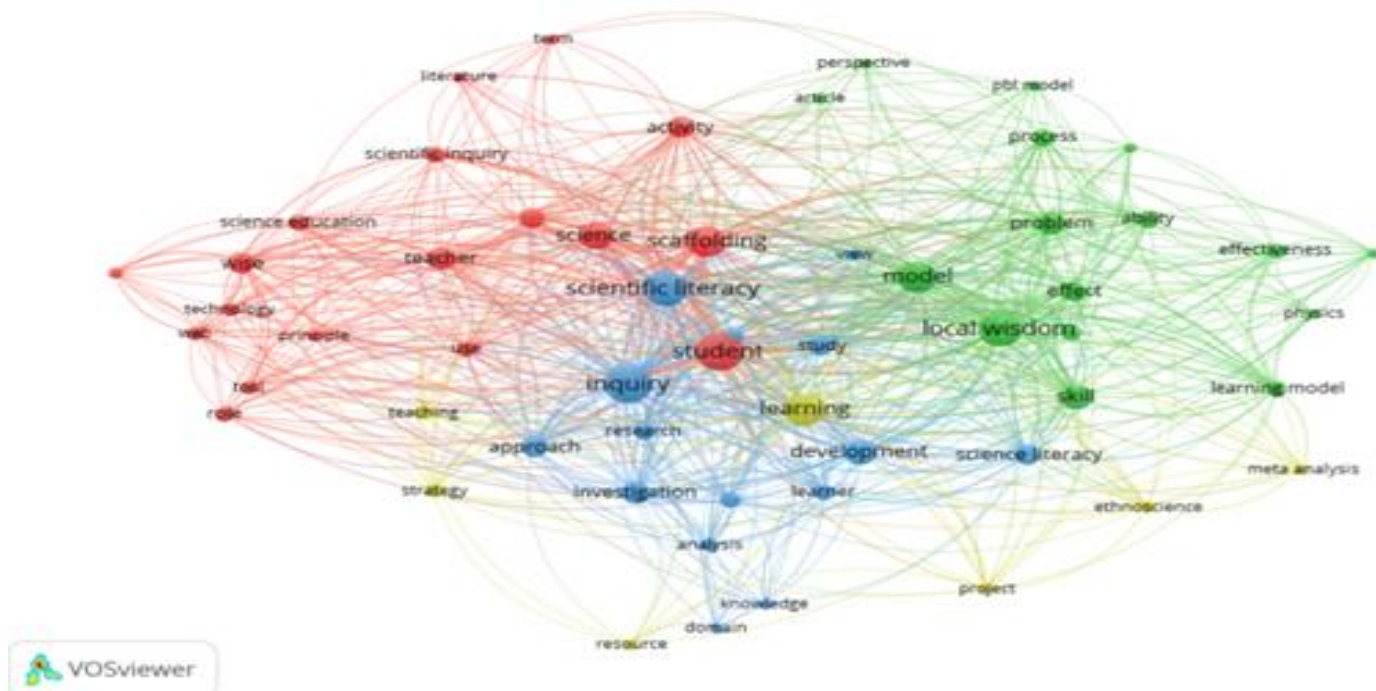 term
perspective
literature
pbl model
article
activity
process
scientific inquiry
science education
problem
ability
science
scaffolding
effectiveness
wise
teacher
view
model
effect
scientific literacy
technology
physics
local wisdom
principle
use
student
study
inquiry
learning model
skill
role
teaching
learning
research
approach
development
science literacy
meta analysis
strategy
investigation
learner
ethnoscience
analysis
project
knowledge
domain
resource
VOSviewer